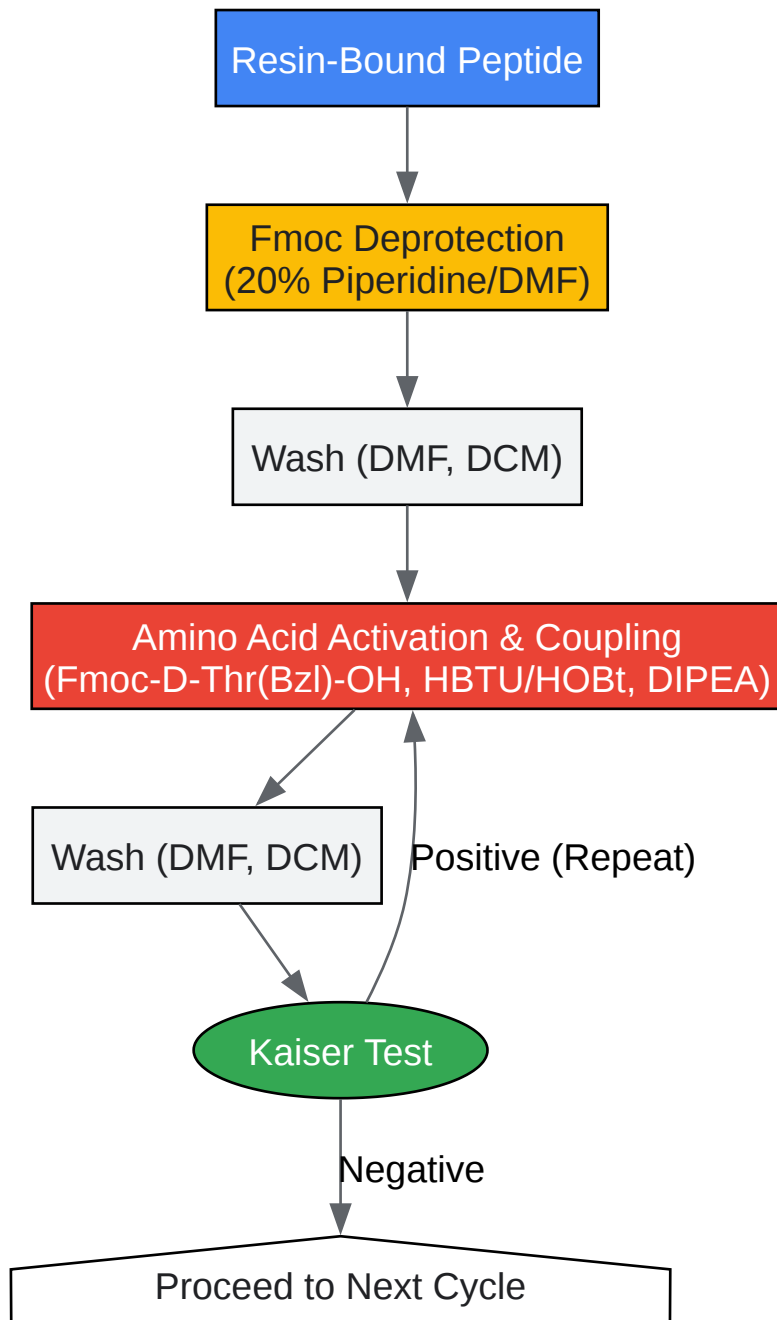 Resin-Bound Peptide
Fmoc Deprotection
(20% Piperidine/DMF)
Wash (DMF, DCM)
Amino Acid Activation & Coupling
(Fmoc-D-Thr(Bzl)-OH, HBTU/HOBt, DIPEA)
Wash (DMF, DCM)
Positive (Repeat)
Kaiser Test
Negative
Proceed to Next Cycle